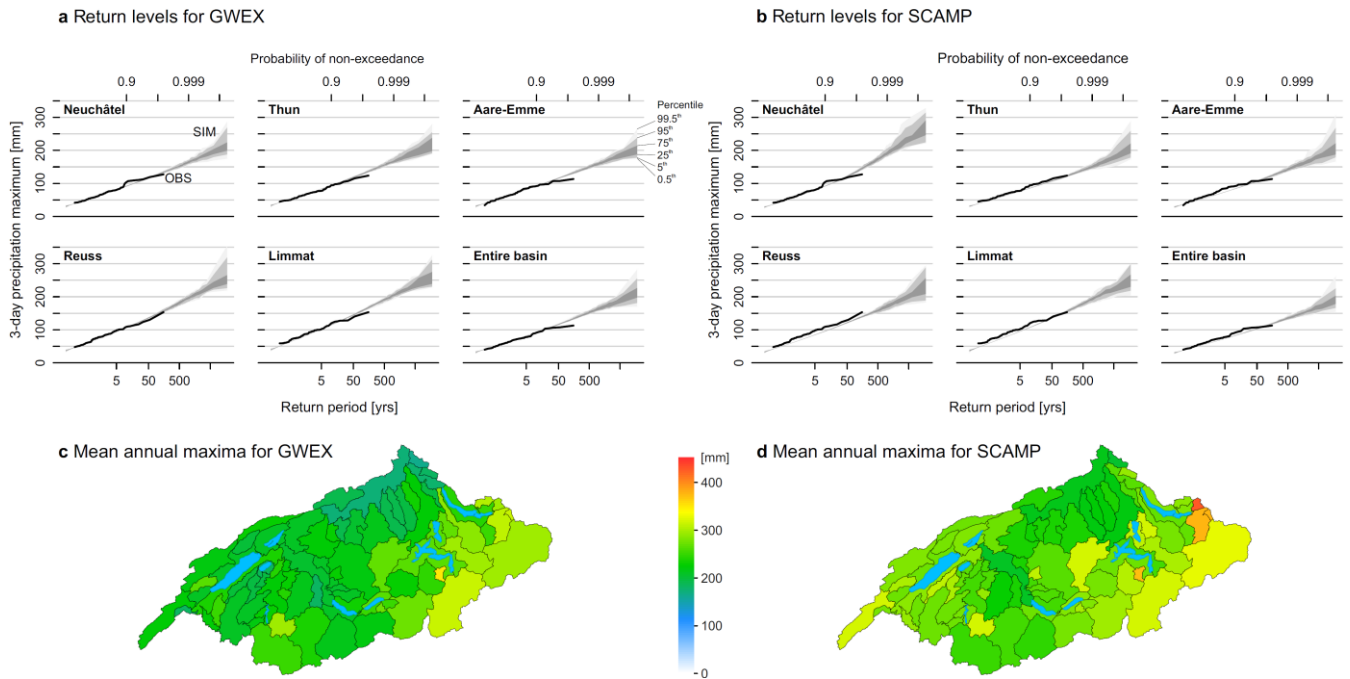 a Return levels for GWEX
Probability of non-exceedance
0.9 0.999 0.9 0.999 0.9 0.999
3-day precipitation maximum [mm]
Neuchâtel Thun Aare-Emme
SIM
OBS
0 100 200 300
Percentile
99.5th
95th
75th
25th
5th
0.5th
Reuss Limmat Entire basin
0 100 200 300
5 50 500 5 50 500 5 50 500
Return period [yrs]
b Return levels for SCAMP
Probability of non-exceedance
0.9 0.999 0.9 0.999 0.9 0.999
3-day precipitation maximum [mm]
Neuchâtel Thun Aare-Emme
0 100 200 300
Reuss Limmat Entire basin
0 100 200 300
5 50 500 5 50 500 5 50 500
Return period [yrs]
c Mean annual maxima for GWEX
[mm]
400
300
200
100
0
d Mean annual maxima for SCAMP